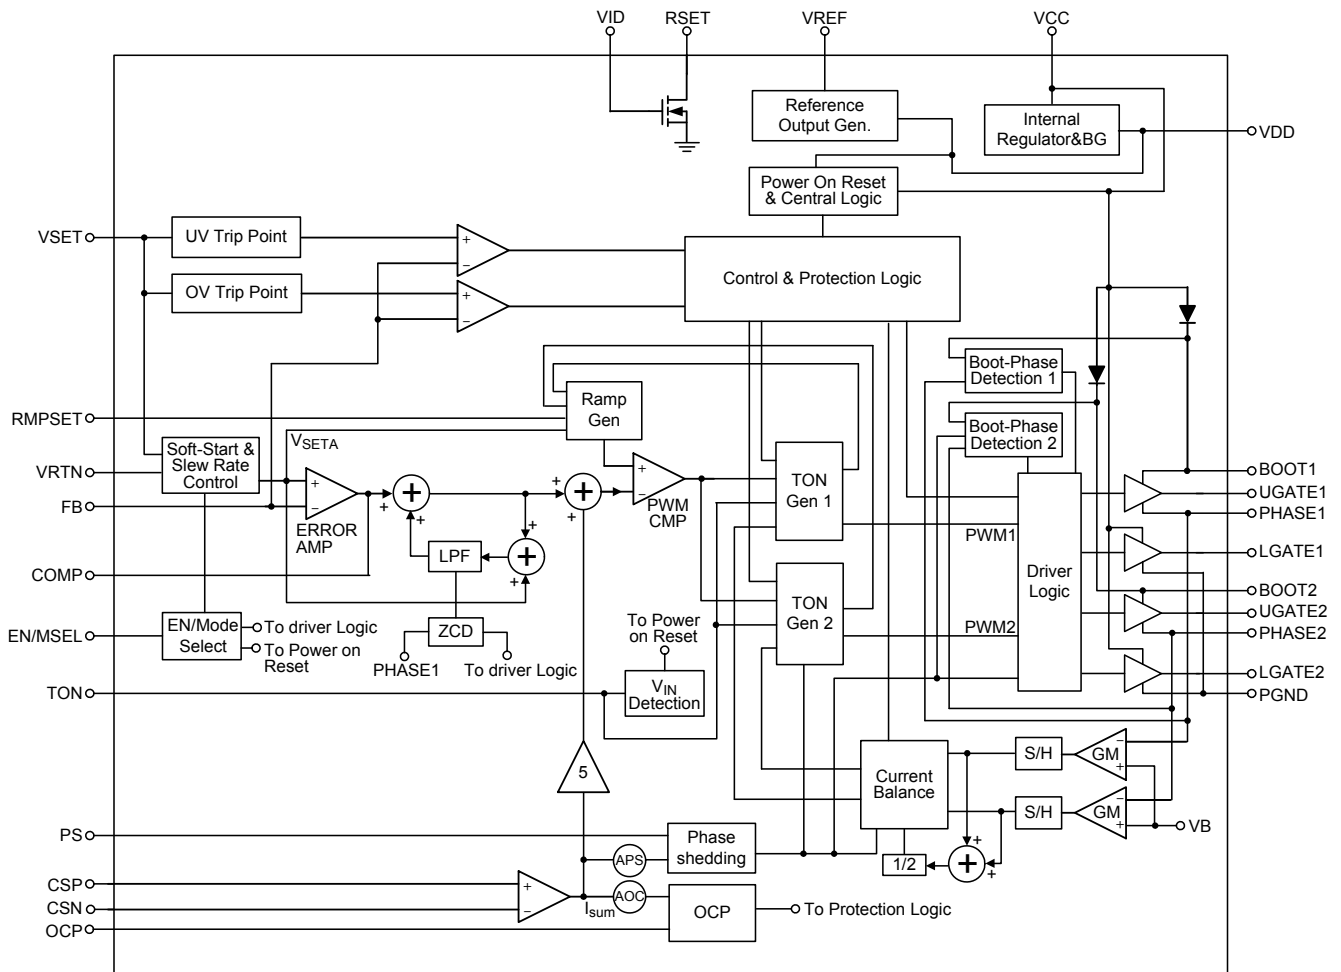 VID
RSET
VREF
VCC
Reference
Output Gen.
Internal
Regulator&BG
VDD
Power On Reset
& Central Logic
VSET
UV Trip Point
+
−
Control & Protection Logic
OV Trip Point
+
−
Boot-Phase
Detection 1
Ramp
Gen
RMPSET
Boot-Phase
Detection 2
VSETA
Soft-Start &
Slew Rate
Control
VRTN
FB
+
−
ERROR
AMP
+
+
+
+
+
+
+
−
PWM
CMP
TON
Gen 1
BOOT1
UGATE1
PHASE1
PWM1
LPF
+
+
+
LGATE1
COMP
Driver
Logic
TON
Gen 2
BOOT2
UGATE2
PHASE2
PWM2
EN/MSEL
EN/Mode
Select
To driver Logic
To Power on
Reset
ZCD
PHASE1
To driver Logic
To Power
on Reset
LGATE2
PGND
TON
VIN
Detection
5
Current
Balance
S/H
GM
−
+
S/H
GM
−
+
VB
PS
Phase
shedding
APS
1/2
+
+
+
CSP
CSN
OCP
+
−
Isum
AOC
OCP
To Protection Logic